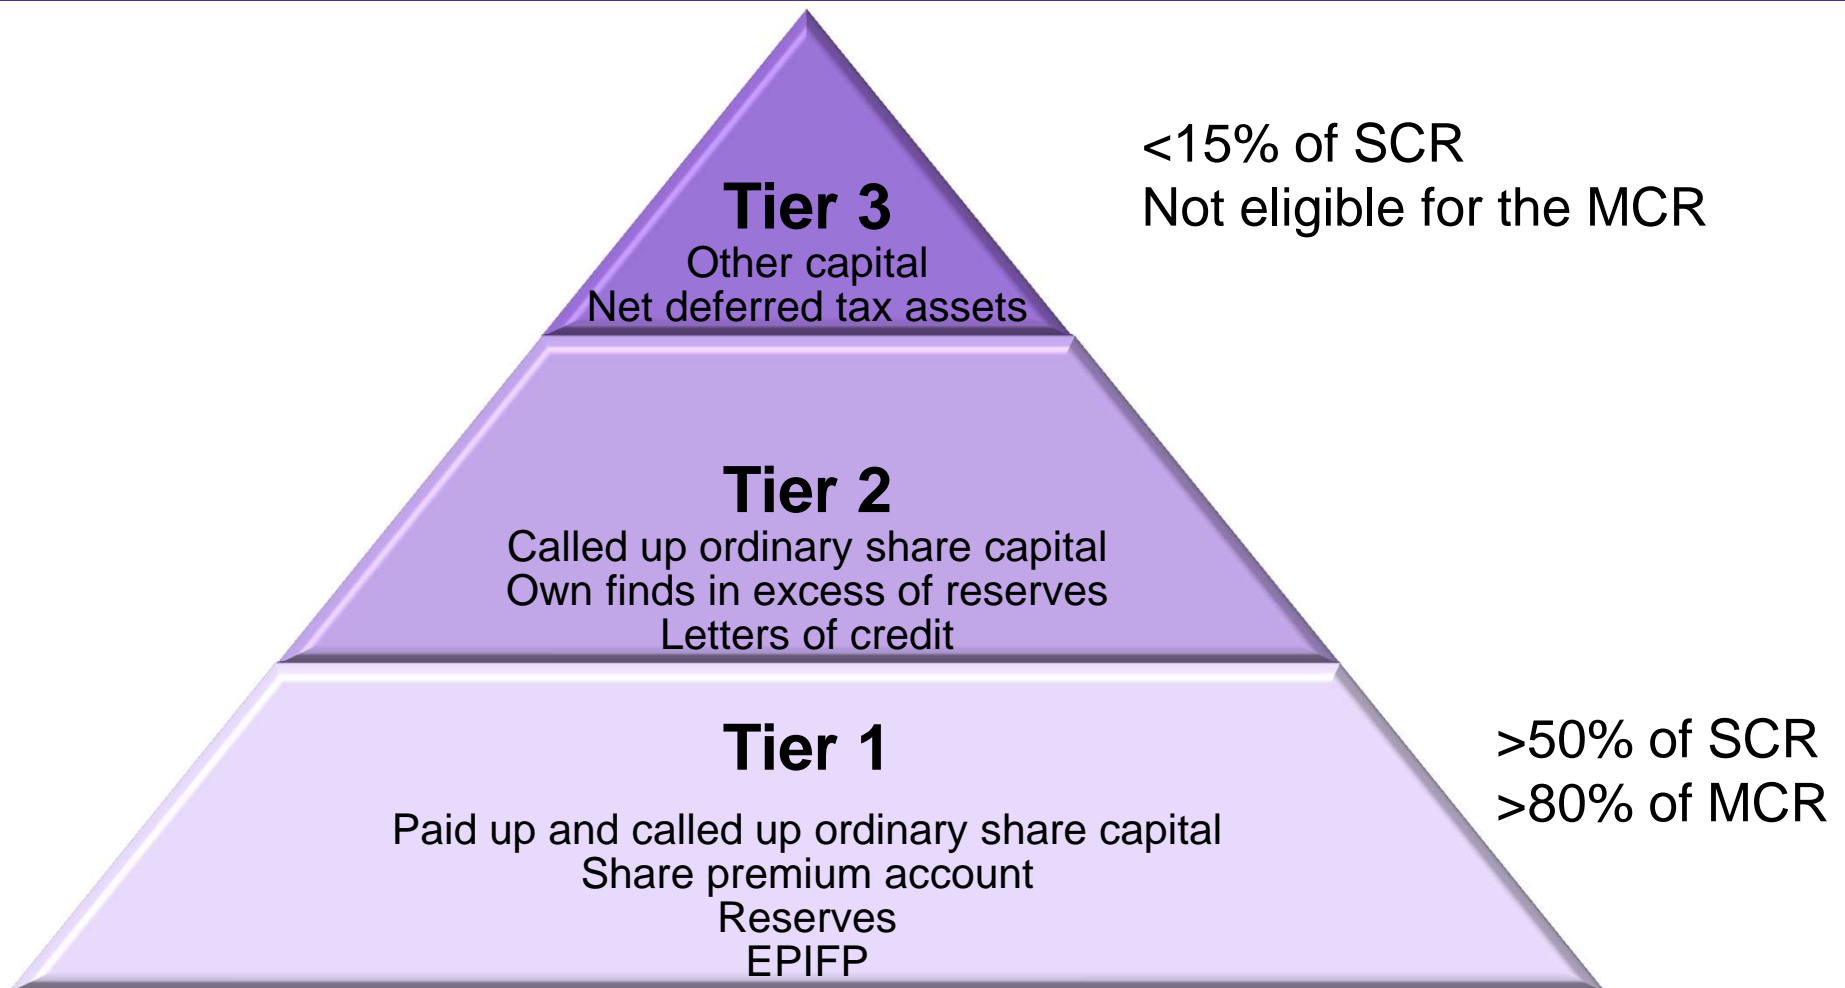 <15% of SCR
Not eligible for the MCR
Tier 3
Other capital
Net deferred tax assets
Tier 2
Called up ordinary share capital
Own finds in excess of reserves
Letters of credit
Tier 1
>50% of SCR
>80% of MCR
Paid up and called up ordinary share capital
Share premium account
Reserves
EPIFP